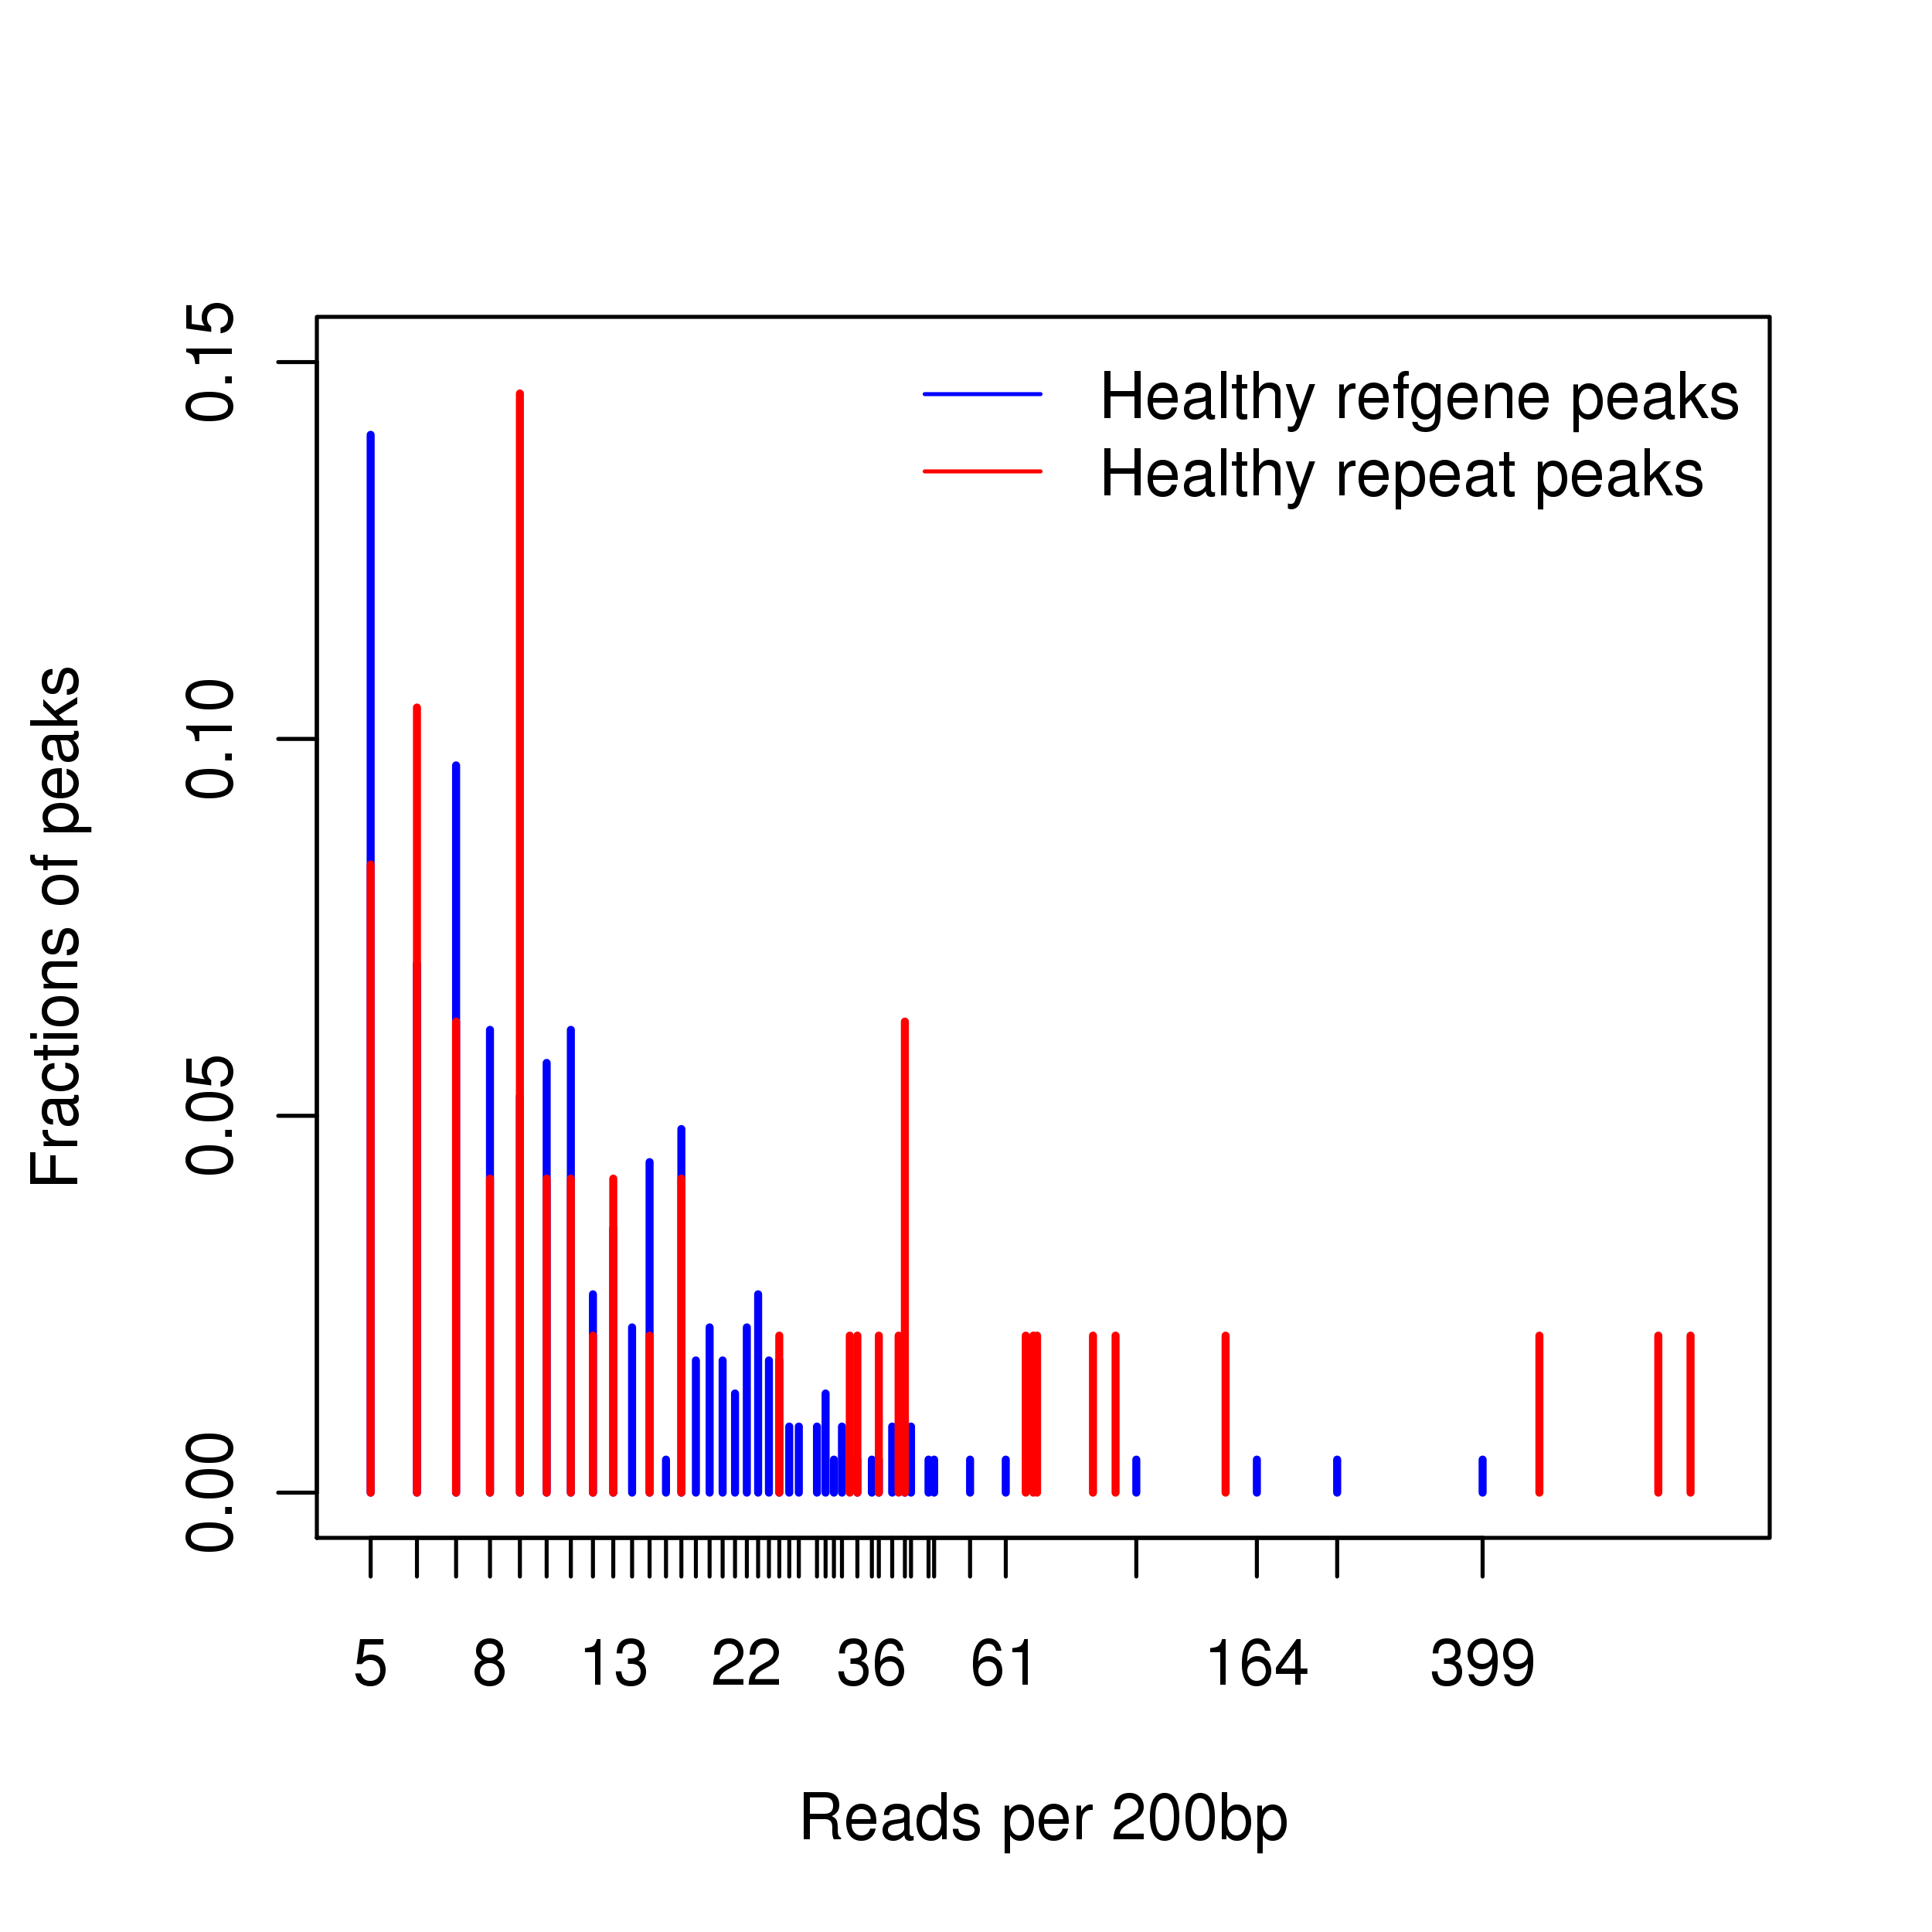 0.15
0.10
0.05
0.00
Fractions of peaks
Healthy refgene peaks
Healthy repeat peaks
5 8 13 22 36 61 164 399
Reads per 200bp